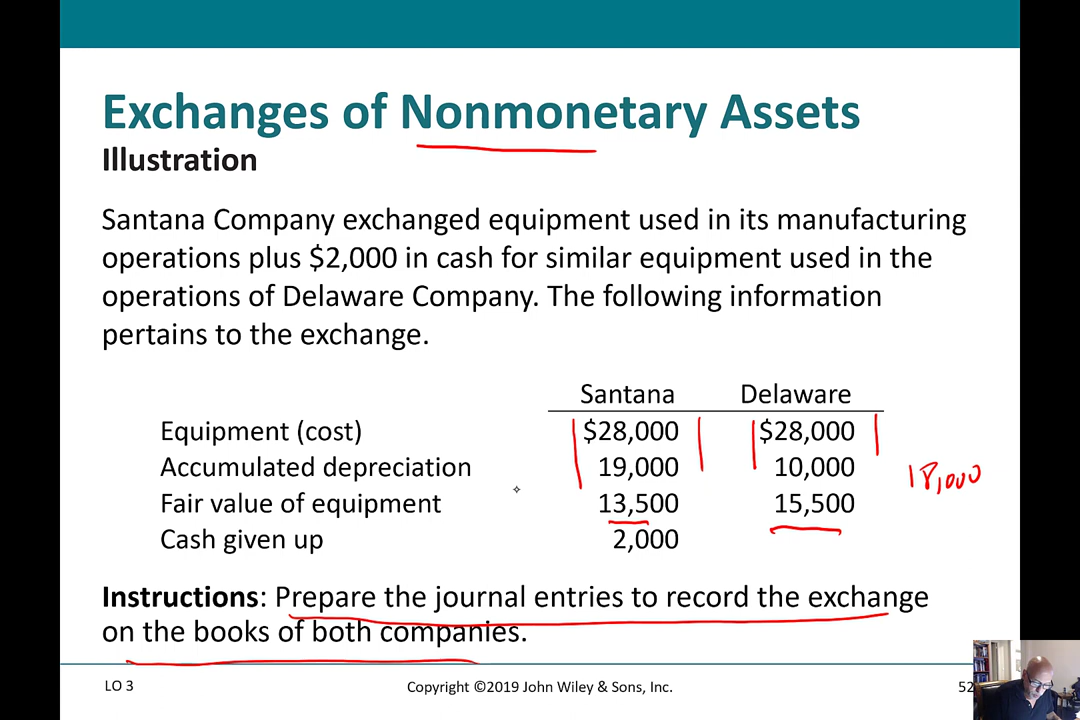 Exchanges of Nonmonetary Assets
Illustration
Santana Company exchanged equipment used in its manufacturing
operations plus $2,000 in cash for similar equipment used in the
operations of Delaware Company. The following information
pertains to the exchange.
Santana Delaware
Equipment (cost) $28,000 $28,000
Accumulated depreciation 19,000 10,000
18,000
Fair value of equipment 13,500 15,500
Cash given up 2,000
Instructions: Prepare the journal entries to record the exchange
on the books of both companies.
LO 3 Copyright ©2019 John Wiley & Sons, Inc. 52